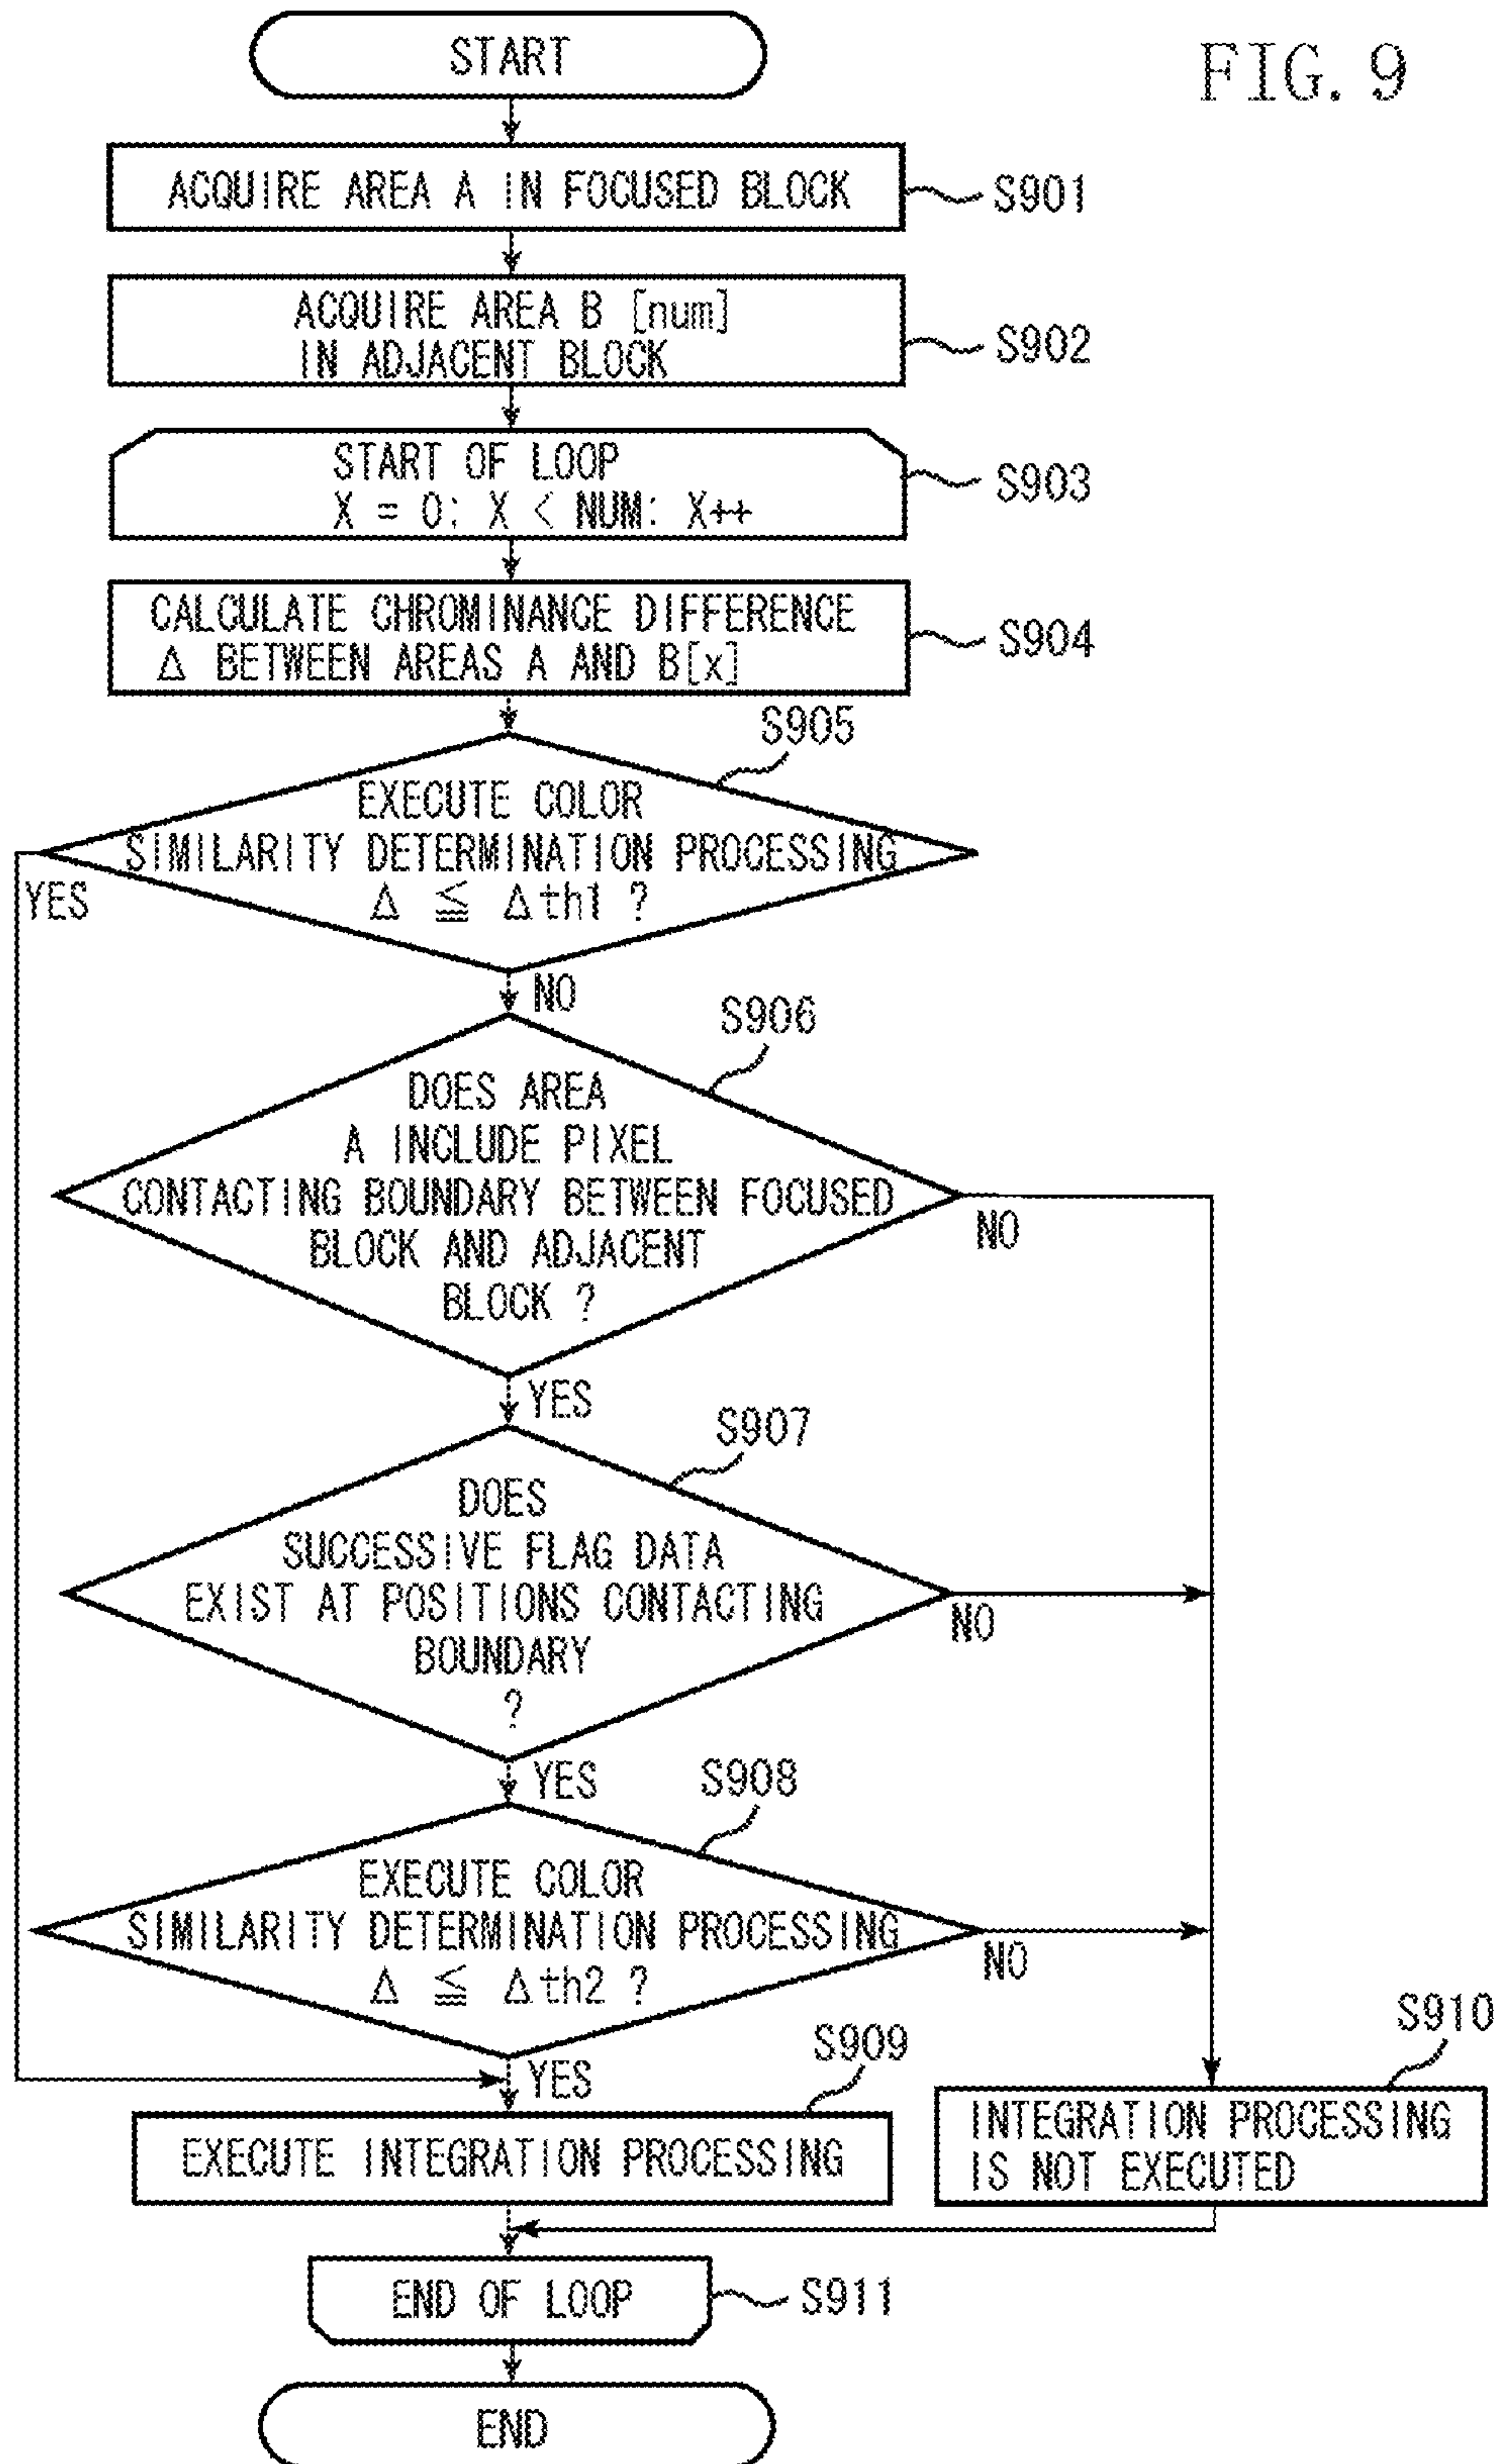 FIG. 9
START
ACQUIRE AREA A IN FOCUSED BLOCK
S901
ACQUIRE AREA B [num]
IN ADJACENT BLOCK
S902
START OF LOOP
X = 0: X < NUM: X++
S903
CALCULATE CHROMINANCE DIFFERENCE
Δ BETWEEN AREAS A AND B[x]
S904
S905
EXECUTE COLOR
SIMILARITY DETERMINATION PROCESSING
Δ ≦ Δth1 ?
YES
NO
S906
DOES AREA
A INCLUDE PIXEL
CONTACTING BOUNDARY BETWEEN FOCUSED
BLOCK AND ADJACENT
BLOCK ?
NO
YES
S907
DOES
SUCCESSIVE FLAG DATA
EXIST AT POSITIONS CONTACTING
BOUNDARY
?
NO
YES
S908
EXECUTE COLOR
SIMILARITY DETERMINATION PROCESSING
Δ ≦ Δth2 ?
NO
YES
S909
EXECUTE INTEGRATION PROCESSING
S910
INTEGRATION PROCESSING
IS NOT EXECUTED
END OF LOOP
S911
END